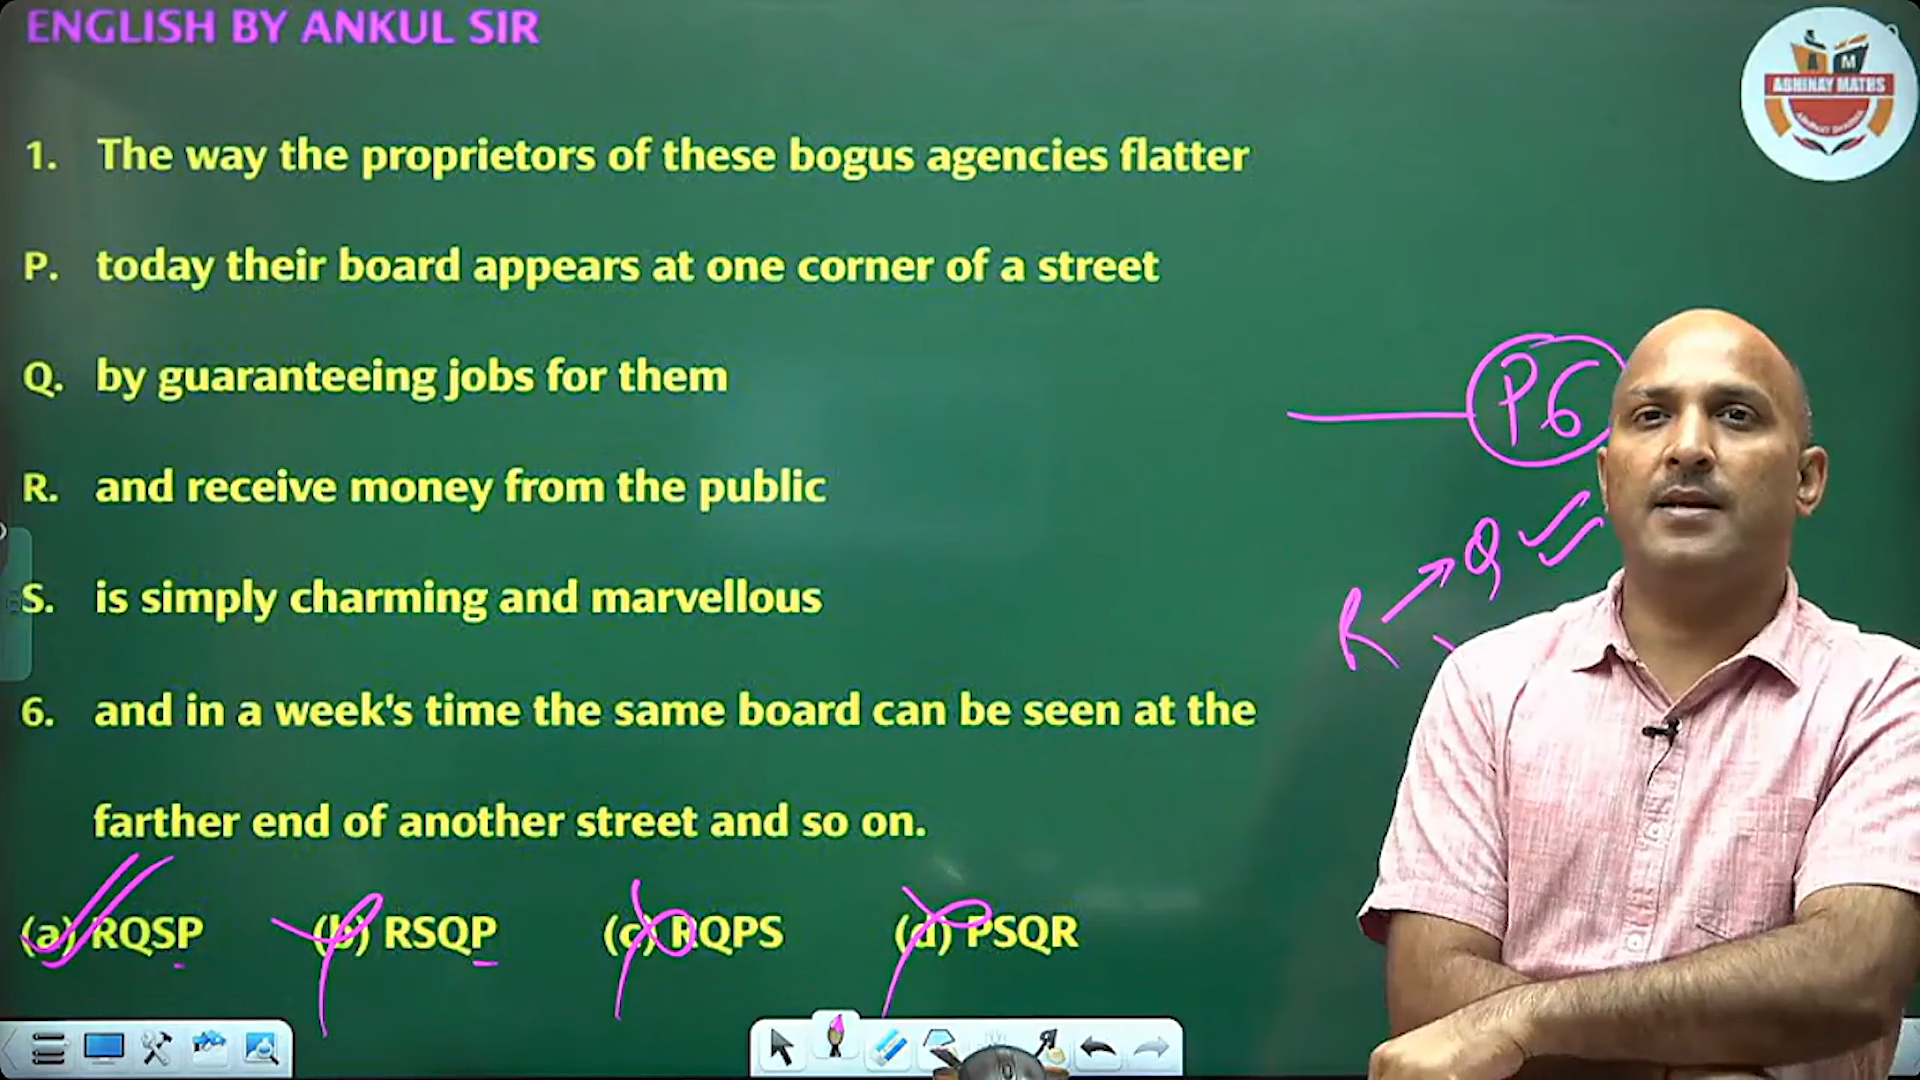 ENGLISH BY ANKUL SIR
A M
ABHINAY MATHS
1. The way the proprietors of these bogus agencies flatter
P. today their board appears at one corner of a street
Q. by guaranteeing jobs for them
P6
R. and receive money from the public
Q
S. is simply charming and marvellous
R
6. and in a week's time the same board can be seen at the
farther end of another street and so on.
(a) RQSP (b) RSQP (c) RQPS (d) PSQR